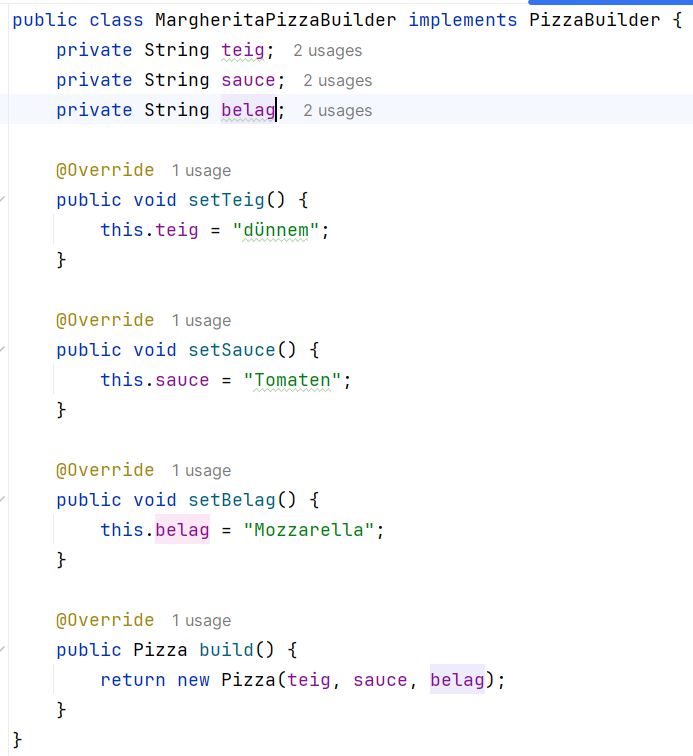 public class MargheritaPizzaBuilder implements PizzaBuilder {
    private String teig; 2 usages
    private String sauce; 2 usages
    private String belag; 2 usages

    @Override 1 usage
    public void setTeig() {
        this.teig = "dünnem";
    }

    @Override 1 usage
    public void setSauce() {
        this.sauce = "Tomaten";
    }

    @Override 1 usage
    public void setBelag() {
        this.belag = "Mozzarella";
    }

    @Override 1 usage
    public Pizza build() {
        return new Pizza(teig, sauce, belag);
    }
}